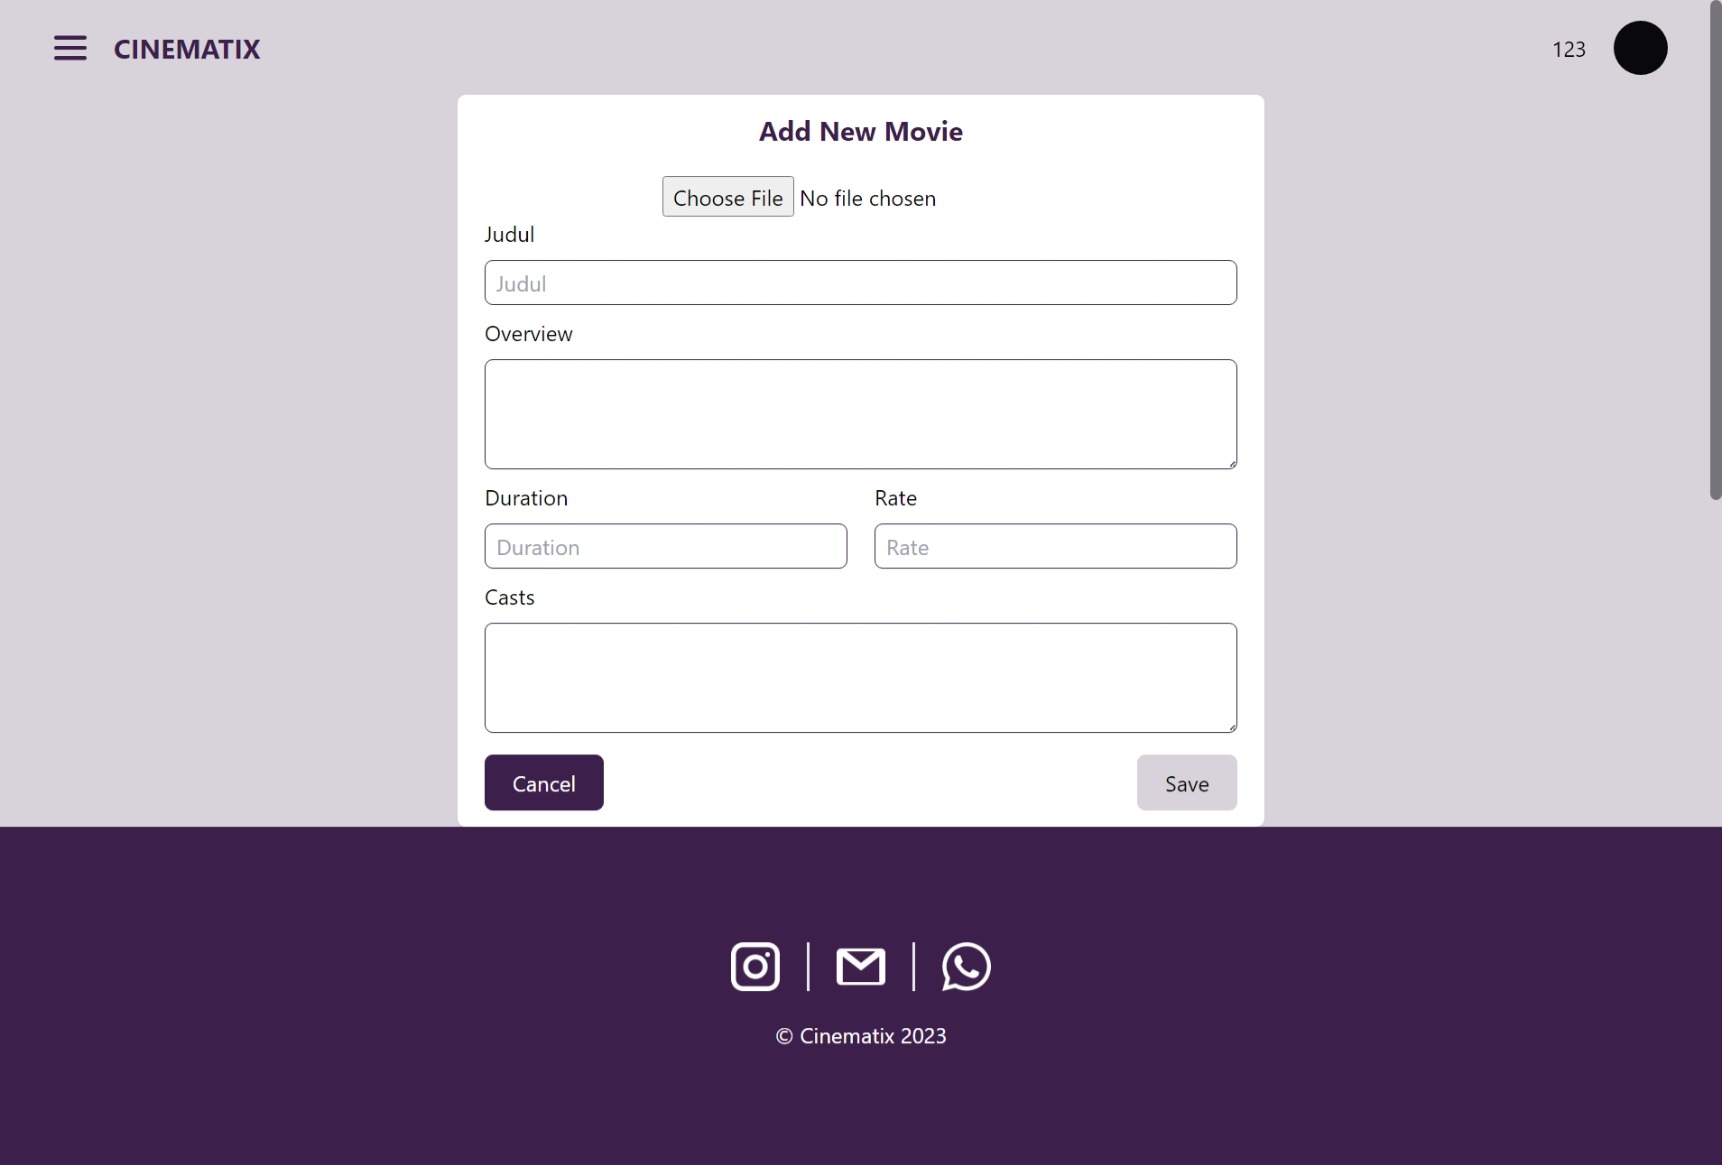 CINEMATIX
123
Add New Movie
Choose File No file chosen
Judul
Judul
Overview
Duration Rate
Duration Rate
Casts
Cancel Save
© Cinematix 2023